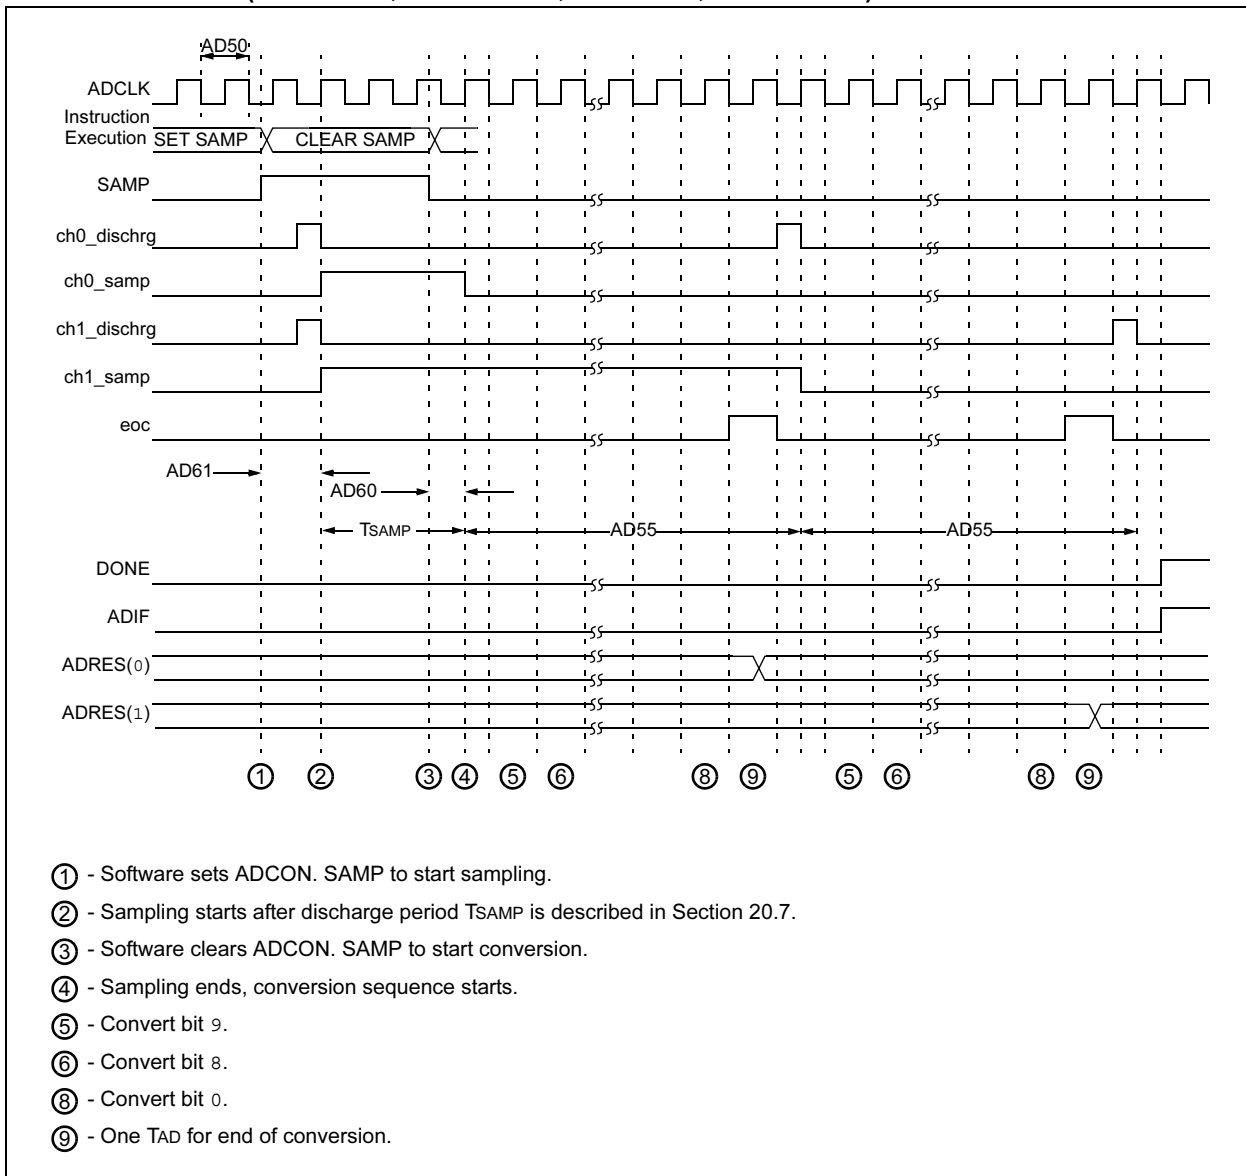 AD50
ADCLK
Instruction
Execution SET SAMP CLEAR SAMP
SAMP
ch0_dischrg
ch0_samp
ch1_dischrg
ch1_samp
eoc
AD61
AD60
TSAMP AD55 AD55
DONE
ADIF
ADRES(0)
ADRES(1)
① ② ③ ④ ⑤ ⑥ ⑧ ⑨ ⑤ ⑥ ⑧ ⑨
① - Software sets ADCON. SAMP to start sampling.
② - Sampling starts after discharge period TSAMP is described in Section 20.7.
③ - Software clears ADCON. SAMP to start conversion.
④ - Sampling ends, conversion sequence starts.
⑤ - Convert bit 9.
⑥ - Convert bit 8.
⑧ - Convert bit 0.
⑨ - One TAD for end of conversion.